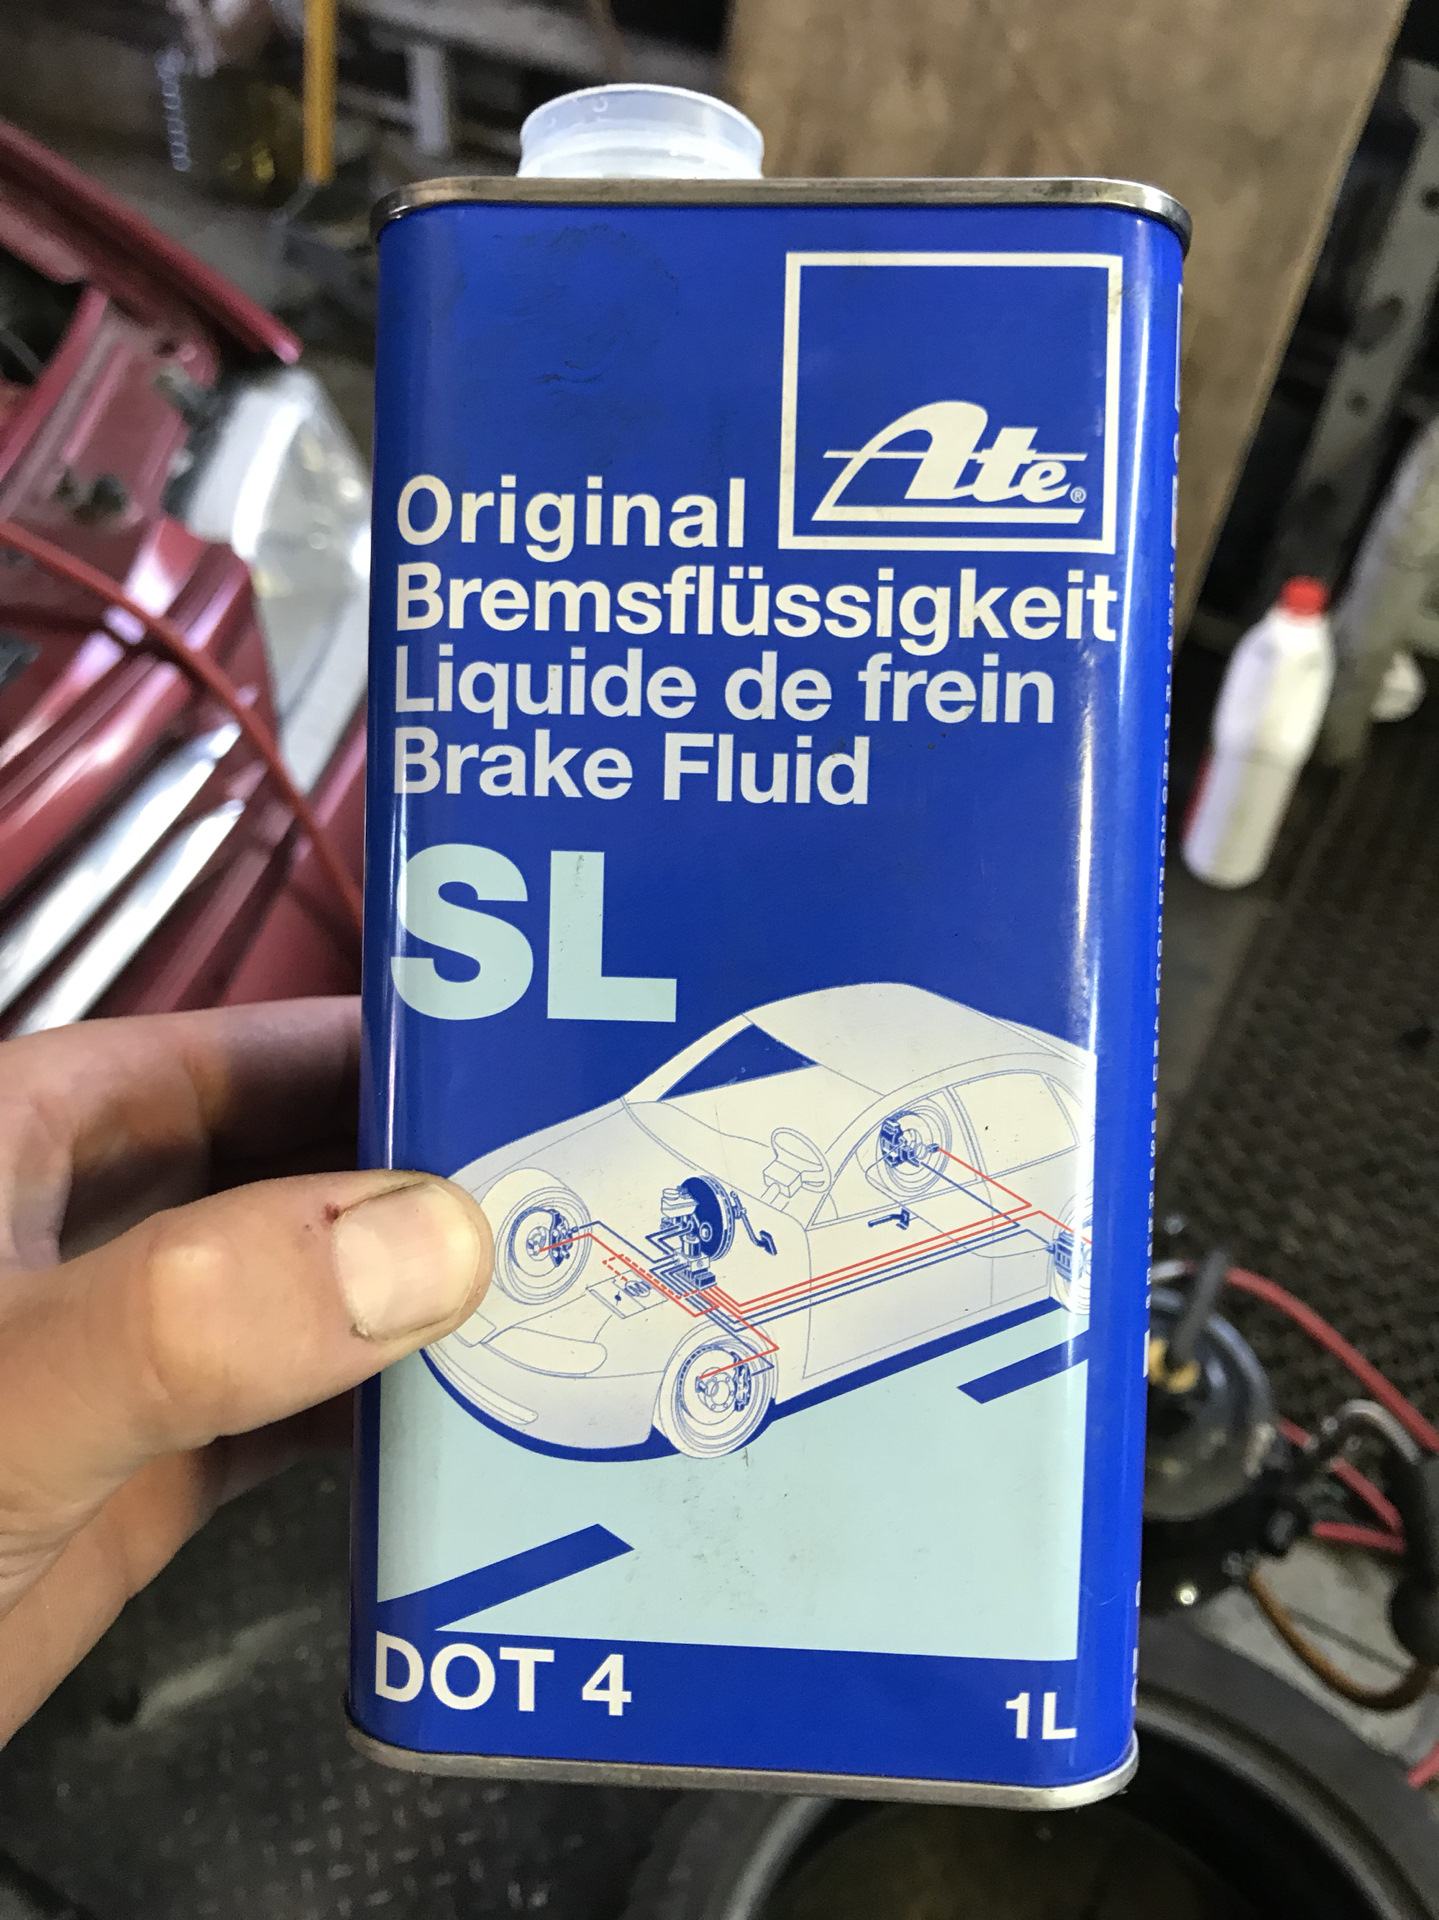 Ate®
Original
Bremsflüssigkeit
Liquide de frein
Brake Fluid
SL
DOT 4
1L